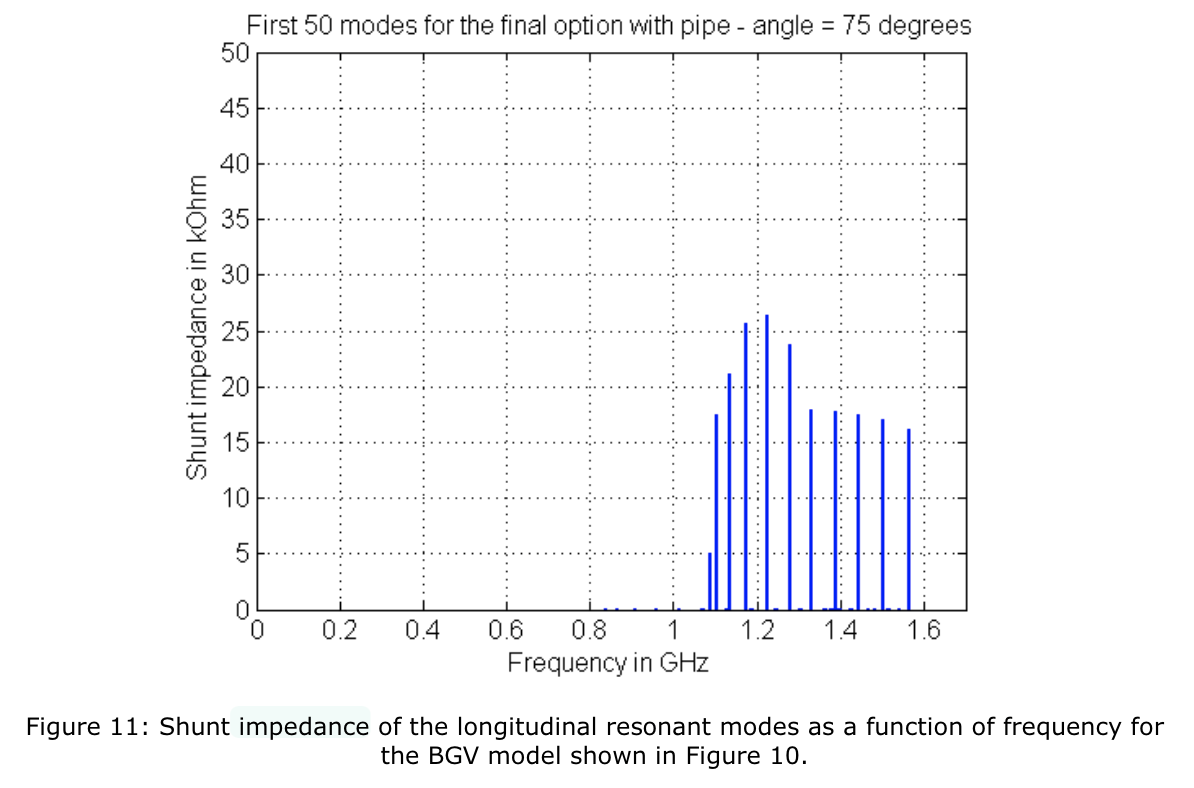 First 50 modes for the final option with pipe - angle = 75 degrees
50
45
40
35
30
25
20
15
10
5
0
Shunt impedance in kOhm
0 0.2 0.4 0.6 0.8 1 1.2 1.4 1.6
Frequency in GHz
Figure 11: Shunt impedance of the longitudinal resonant modes as a function of frequency for
the BGV model shown in Figure 10.